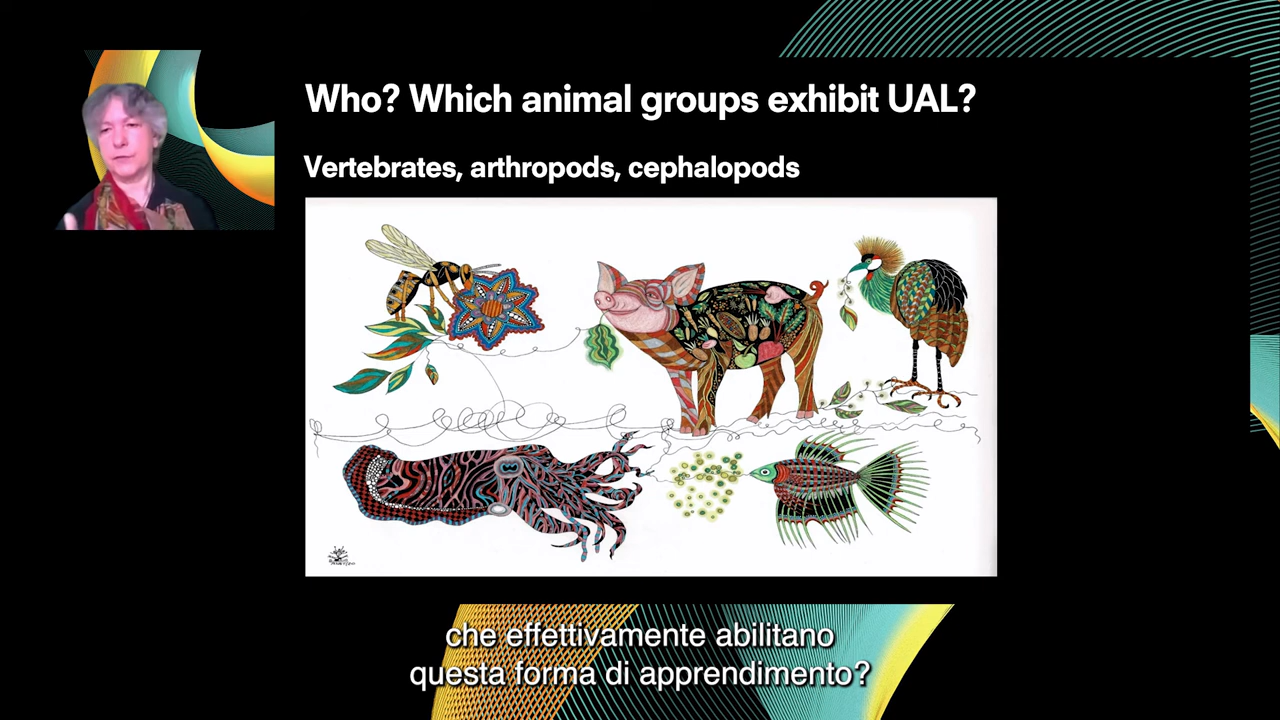 Who? Which animal groups exhibit UAL?
Vertebrates, arthropods, cephalopods
che effettivamente abilitano
questa forma di apprendimento?